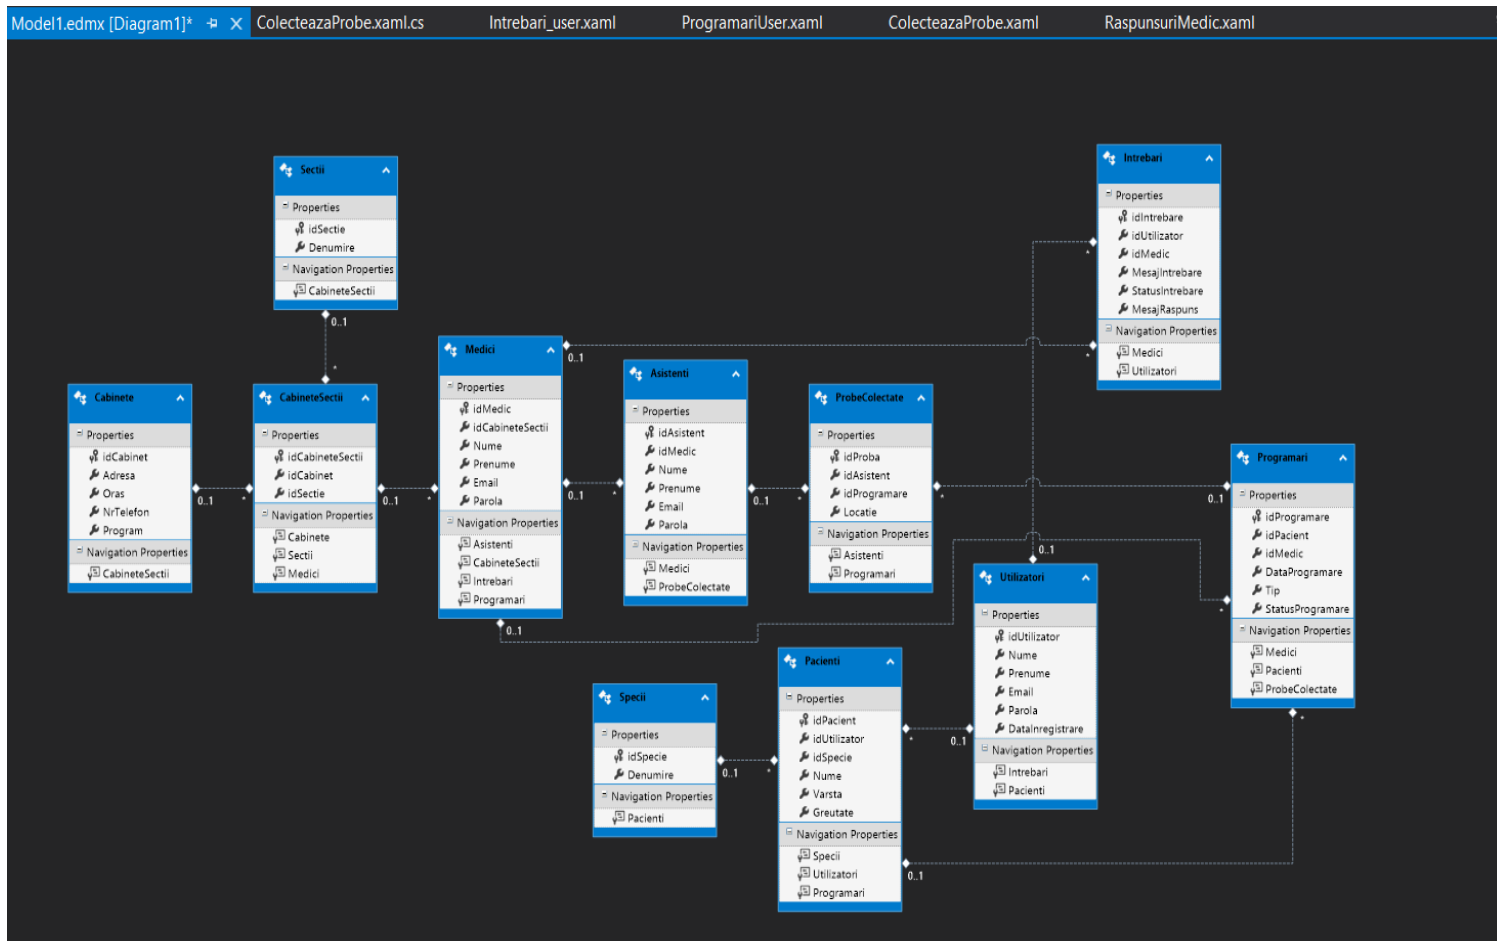 Model1.edmx [Diagram1]*
ColecteazaProbe.xaml.cs
Intrebari_user.xaml
ProgramariUser.xaml
ColecteazaProbe.xaml
RaspunsuriMedic.xaml
Sectii
Properties
idSectie
Denumire
Navigation Properties
CabineteSectii
0..1
*
Cabinete
Properties
idCabinet
Adresa
Oras
NrTelefon
Program
Navigation Properties
CabineteSectii
0..1
*
CabineteSectii
Properties
idCabineteSectii
idCabinet
idSectie
Navigation Properties
Cabinete
Sectii
Medici
0..1
*
Medici
Properties
idMedic
idCabineteSectii
Nume
Prenume
Email
Parola
Navigation Properties
Asistenti
CabineteSectii
Intrebari
Programari
0..1
*
0..1
*
0..1
*
Asistenti
Properties
idAsistent
idMedic
Nume
Prenume
Email
Parola
Navigation Properties
Medici
ProbeColectate
0..1
*
ProbeColectate
Properties
idProba
idAsistent
idProgramare
Locatie
Navigation Properties
Asistenti
Programari
*
0..1
Intrebari
Properties
idIntrebare
idUtilizator
idMedic
MesajIntrebare
StatusIntrebare
MesajRaspuns
Navigation Properties
Medici
Utilizatori
*
0..1
Programari
Properties
idProgramare
idPacient
idMedic
DataProgramare
Tip
StatusProgramare
Navigation Properties
Medici
Pacienti
ProbeColectate
*
0..1
Utilizatori
Properties
idUtilizator
Nume
Prenume
Email
Parola
DataInregistrare
Navigation Properties
Intrebari
Pacienti
*
0..1
Pacienti
Properties
idPacient
idUtilizator
idSpecie
Nume
Varsta
Greutate
Navigation Properties
Specii
Utilizatori
Programari
Specii
Properties
idSpecie
Denumire
Navigation Properties
Pacienti
0..1
*